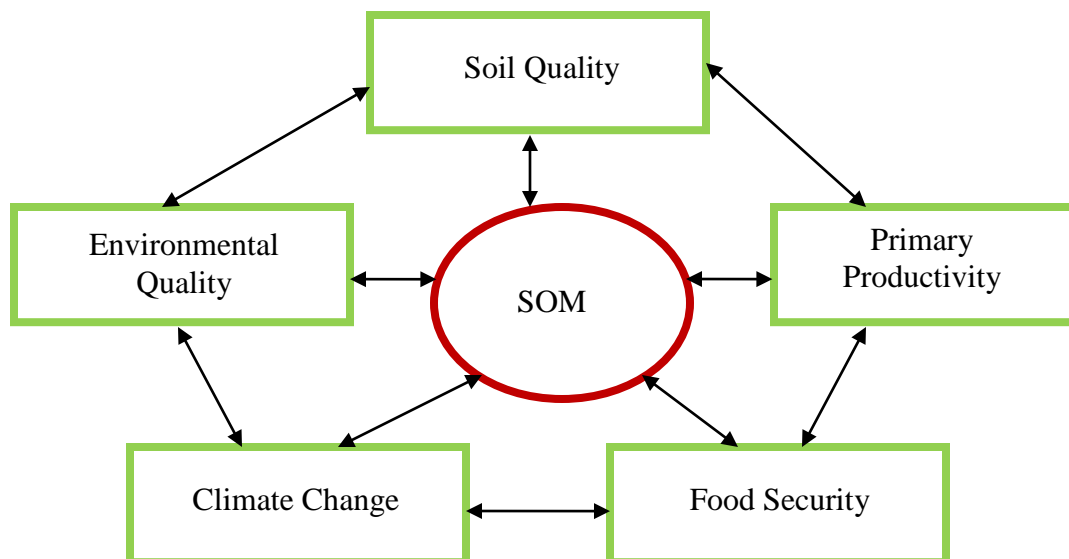 Soil Quality
Environmental
Quality
SOM
Primary
Productivity
Climate Change
Food Security